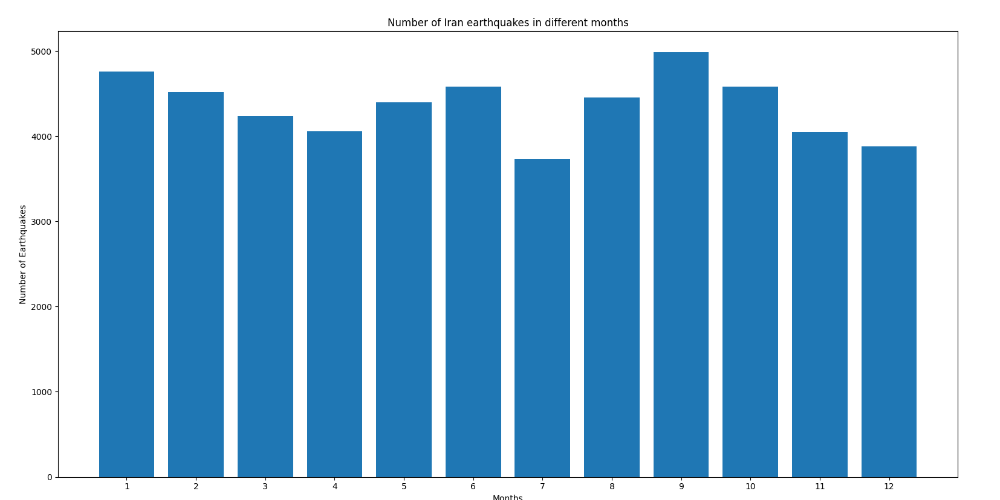 Number of Iran earthquakes in different months
Number of Earthquakes
5000
4000
3000
2000
1000
0
1 2 3 4 5 6 7 8 9 10 11 12
Months